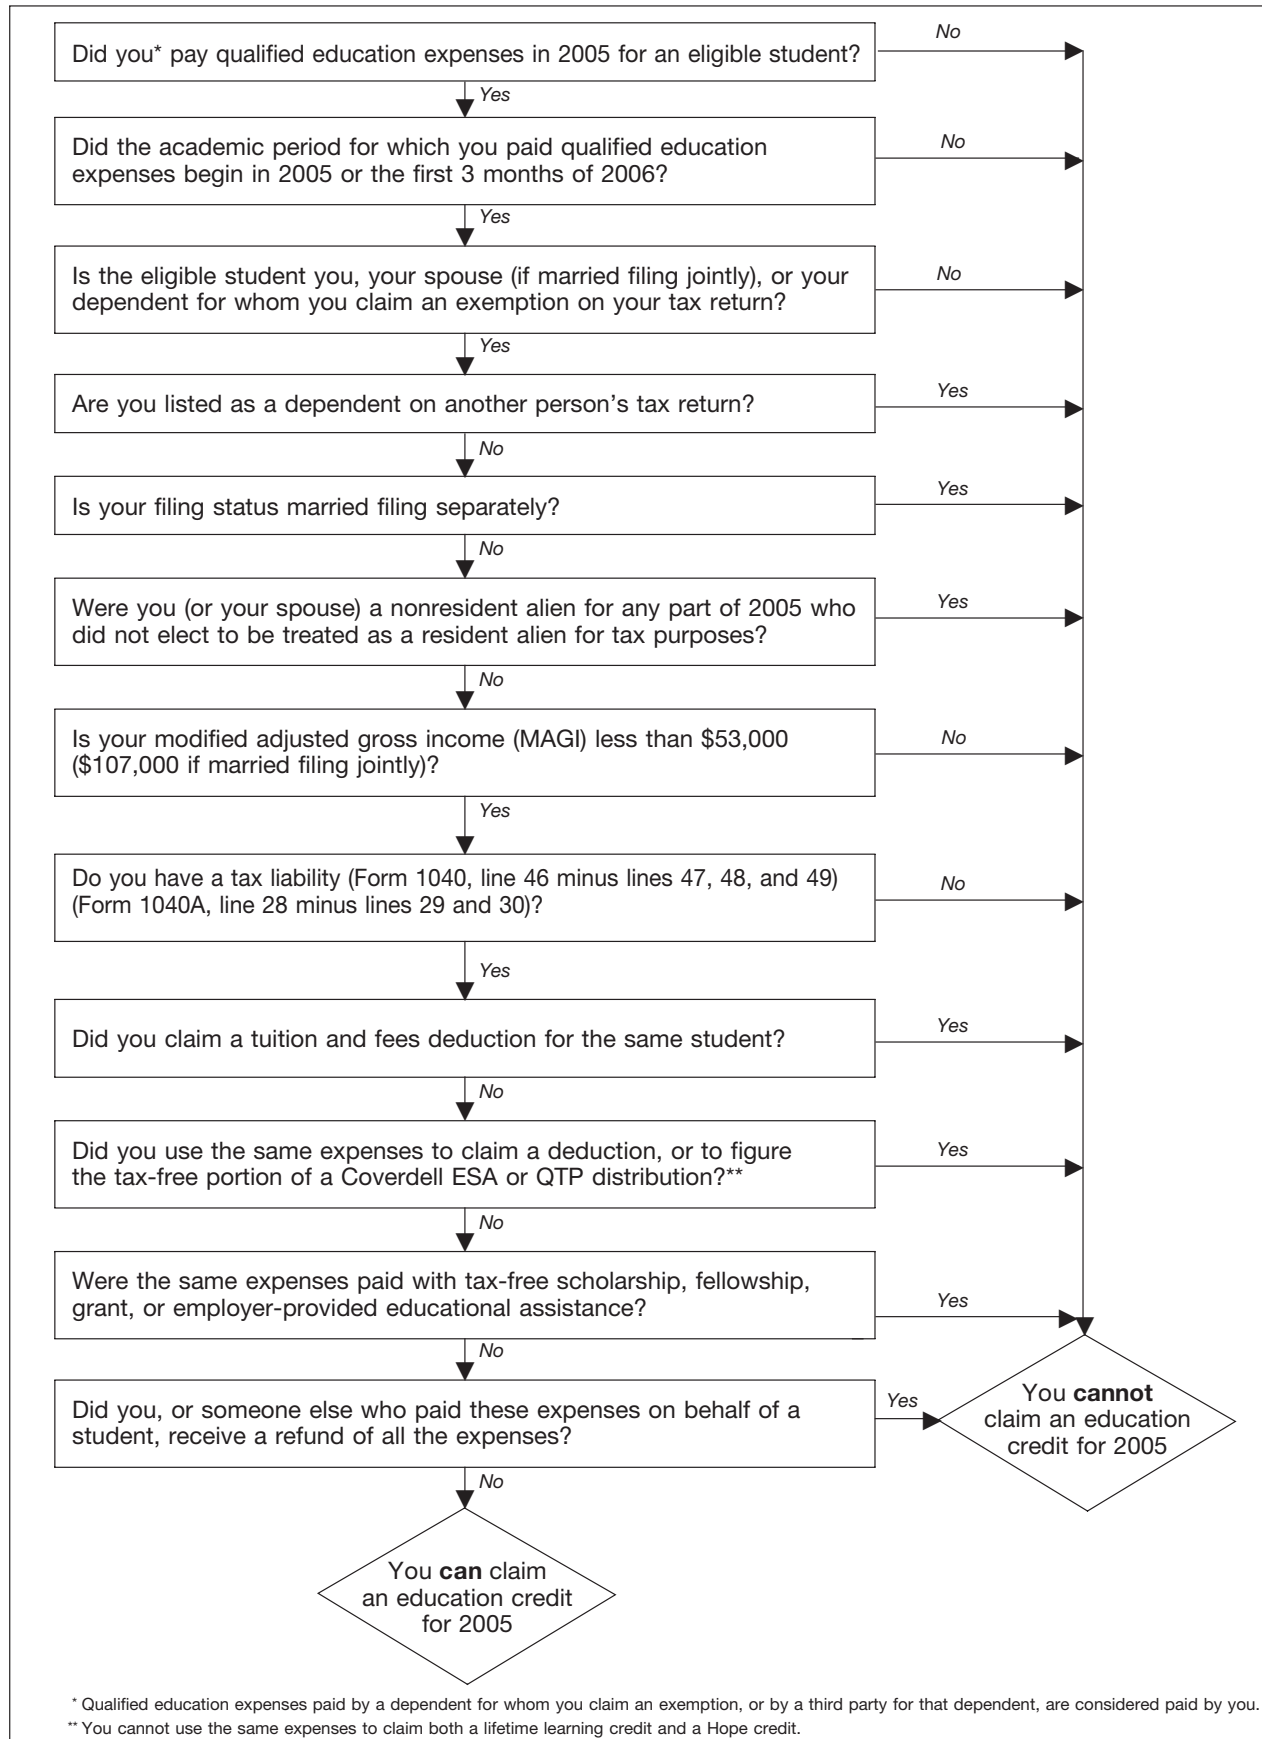 Did you* pay qualified education expenses in 2005 for an eligible student?
No
Yes
Did the academic period for which you paid qualified education
expenses begin in 2005 or the first 3 months of 2006?
No
Yes
Is the eligible student you, your spouse (if married filing jointly), or your
dependent for whom you claim an exemption on your tax return?
No
Yes
Are you listed as a dependent on another person's tax return?
Yes
No
Is your filing status married filing separately?
Yes
No
Were you (or your spouse) a nonresident alien for any part of 2005 who
did not elect to be treated as a resident alien for tax purposes?
Yes
No
Is your modified adjusted gross income (MAGI) less than $53,000
($107,000 if married filing jointly)?
No
Yes
Do you have a tax liability (Form 1040, line 46 minus lines 47, 48, and 49)
(Form 1040A, line 28 minus lines 29 and 30)?
No
Yes
Did you claim a tuition and fees deduction for the same student?
Yes
No
Did you use the same expenses to claim a deduction, or to figure
the tax-free portion of a Coverdell ESA or QTP distribution?**
Yes
No
Were the same expenses paid with tax-free scholarship, fellowship,
grant, or employer-provided educational assistance?
Yes
No
Did you, or someone else who paid these expenses on behalf of a
student, receive a refund of all the expenses?
Yes
You cannot
claim an education
credit for 2005
No
You can claim
an education credit
for 2005
* Qualified education expenses paid by a dependent for whom you claim an exemption, or by a third party for that dependent, are considered paid by you.
** You cannot use the same expenses to claim both a lifetime learning credit and a Hope credit.